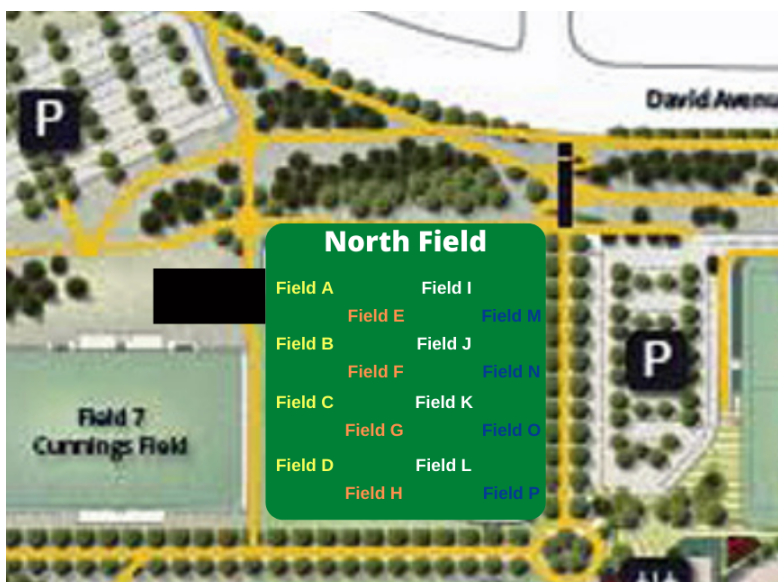 P
David Avenu
North Field
Field A
Field I
Field E
Field M
Field B
Field J
Field F
Field N
P
Field C
Field K
Field 7
Cunnings Field
Field G
Field O
Field D
Field L
Field H
Field P